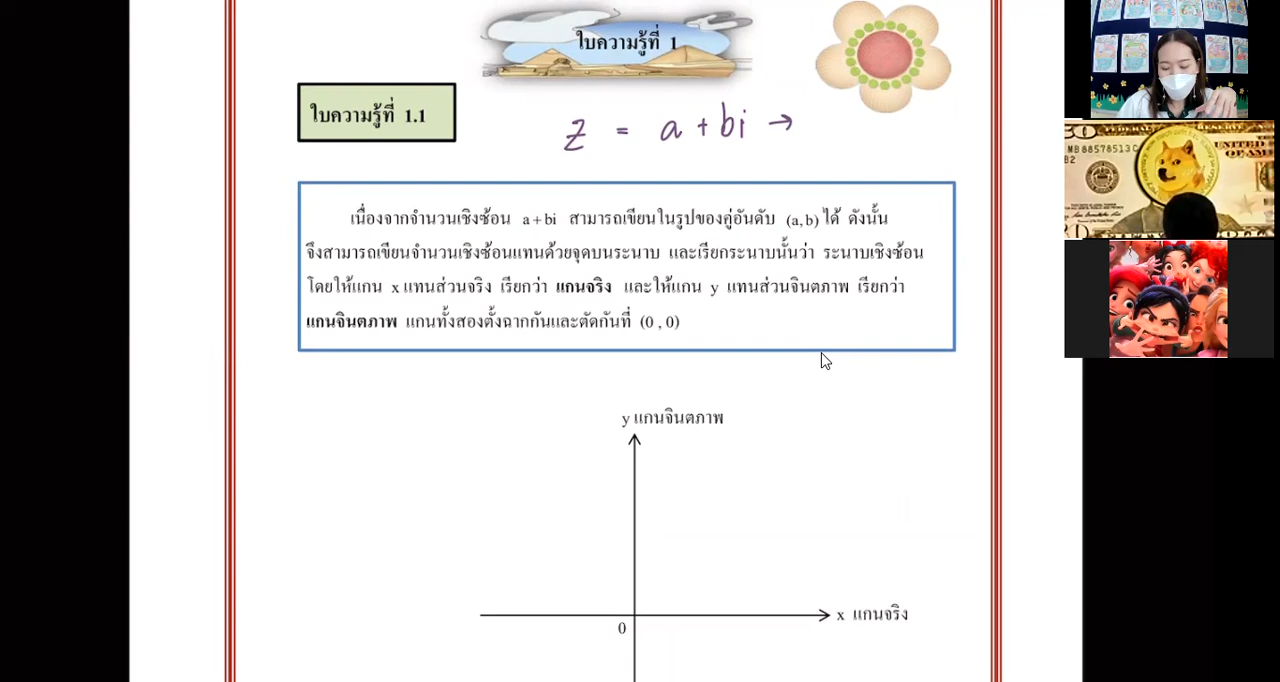 ใบความรู้ที่ 1
ใบความรู้ที่ 1.1
z = a + bi →
เนื่องจากจำนวนเชิงซ้อน a + bi สามารถเขียนในรูปของคู่อันดับ (a, b) ได้ ดังนั้น
จึงสามารถเขียนจำนวนเชิงซ้อนแทนด้วยจุดบนระนาบ และเรียกระนาบนั้นว่า ระนาบเชิงซ้อน
โดยให้แกน x แทนส่วนจริง เรียกว่า แกนจริง และให้แกน y แทนส่วนจินตภาพ เรียกว่า
แกนจินตภาพ แกนทั้งสองตั้งฉากกันและตัดกันที่ (0 , 0)
y แกนจินตภาพ
x แกนจริง
0
MB 88578513 C
UNITED